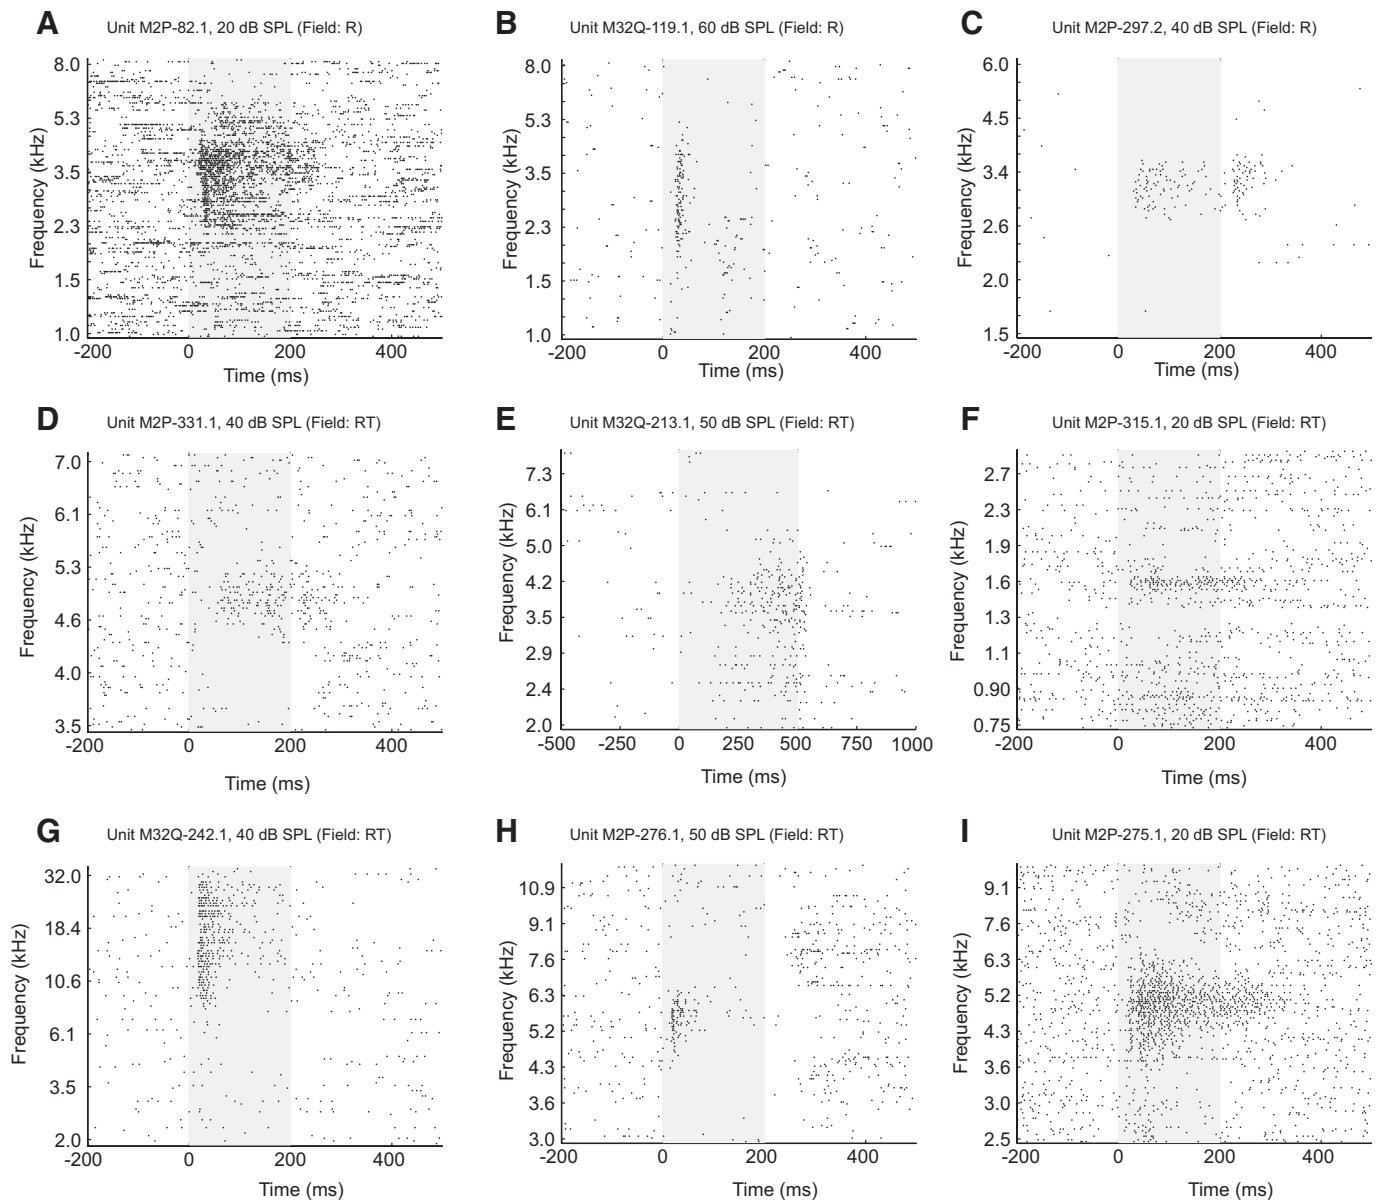 A Unit M2P-82.1, 20 dB SPL (Field: R)
8.0
5.3
3.5
2.3
1.5
1.0
Frequency (kHz)
-200 0 200 400
Time (ms)
B Unit M32Q-119.1, 60 dB SPL (Field: R)
8.0
5.3
3.5
2.3
1.5
1.0
Frequency (kHz)
-200 0 200 400
Time (ms)
C Unit M2P-297.2, 40 dB SPL (Field: R)
6.0
4.5
3.4
2.6
2.0
1.5
Frequency (kHz)
-200 0 200 400
Time (ms)
D Unit M2P-331.1, 40 dB SPL (Field: RT)
7.0
6.1
5.3
4.6
4.0
3.5
Frequency (kHz)
-200 0 200 400
Time (ms)
E Unit M32Q-213.1, 50 dB SPL (Field: RT)
7.3
6.1
5.0
4.2
3.5
2.9
2.4
2.0
Frequency (kHz)
-500 -250 0 250 500 750 1000
Time (ms)
F Unit M2P-315.1, 20 dB SPL (Field: RT)
2.7
2.3
1.9
1.6
1.3
1.1
0.90
0.75
Frequency (kHz)
-200 0 200 400
Time (ms)
G Unit M32Q-242.1, 40 dB SPL (Field: RT)
32.0
18.4
10.6
6.1
3.5
2.0
Frequency (kHz)
-200 0 200 400
Time (ms)
H Unit M2P-276.1, 50 dB SPL (Field: RT)
10.9
9.1
7.6
6.3
5.2
4.3
3.6
3.0
Frequency (kHz)
-200 0 200 400
Time (ms)
I Unit M2P-275.1, 20 dB SPL (Field: RT)
9.1
7.6
6.3
5.2
4.3
3.6
3.0
2.5
Frequency (kHz)
-200 0 200 400
Time (ms)